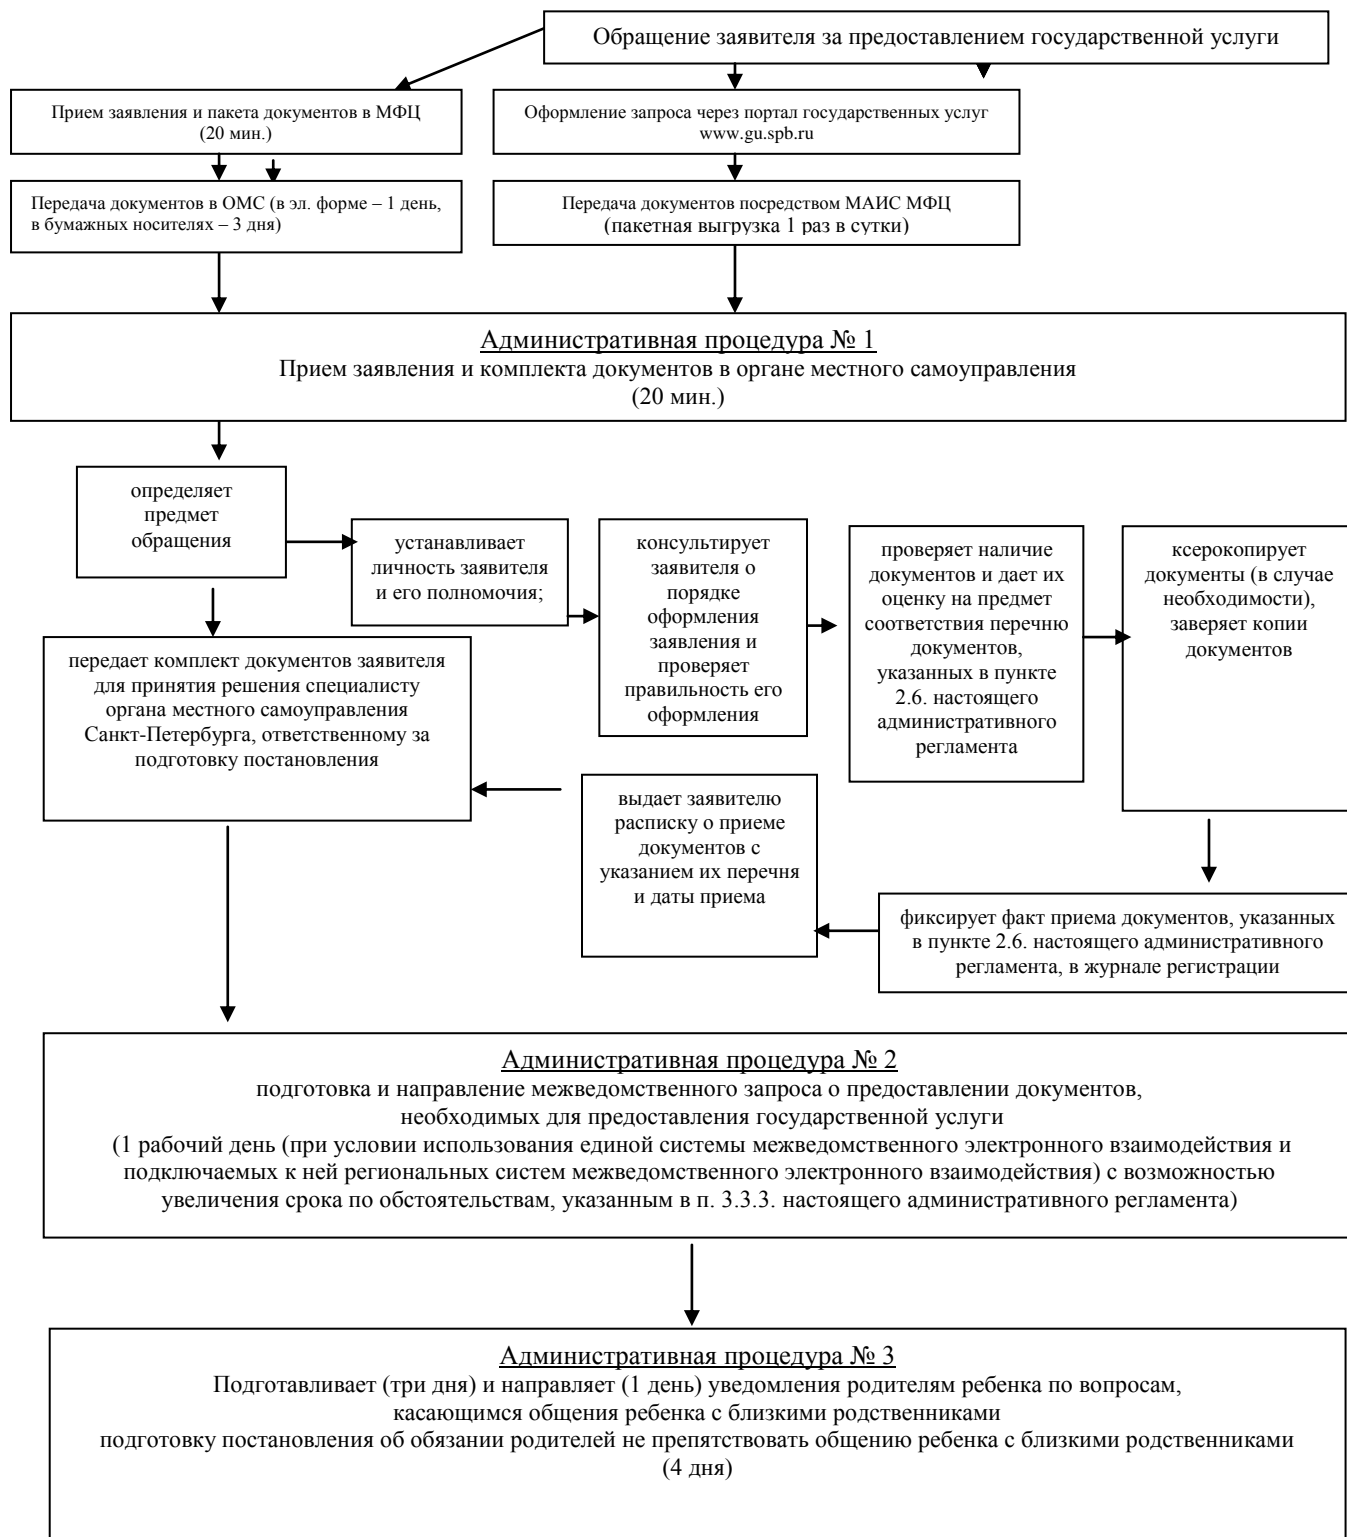 Обращение заявителя за предоставлением государственной услуги
Прием заявления и пакета документов в МФЦ
(20 мин.)
Оформление запроса через портал государственных услуг
www.gu.spb.ru
Передача документов в ОМС (в эл. форме – 1 день,
в бумажных носителях – 3 дня)
Передача документов посредством МАИС МФЦ
(пакетная выгрузка 1 раз в сутки)
Административная процедура № 1
Прием заявления и комплекта документов в органе местного самоуправления
(20 мин.)
определяет
предмет
обращения
устанавливает
личность заявителя
и его полномочия;
консультирует
заявителя о
порядке
оформления
заявления и
проверяет
правильность его
оформления
проверяет наличие
документов и дает их
оценку на предмет
соответствия перечню
документов,
указанных в пункте
2.6. настоящего
административного
регламента
ксерокопирует
документы (в случае
необходимости),
заверяет копии
документов
передает комплект документов заявителя
для принятия решения специалисту
органа местного самоуправления
Санкт-Петербурга, ответственному за
подготовку постановления
выдает заявителю
расписку о приеме
документов с
указанием их перечня
и даты приема
фиксирует факт приема документов, указанных
в пункте 2.6. настоящего административного
регламента, в журнале регистрации
Административная процедура № 2
подготовка и направление межведомственного запроса о предоставлении документов,
необходимых для предоставления государственной услуги
(1 рабочий день (при условии использования единой системы межведомственного электронного взаимодействия и
подключаемых к ней региональных систем межведомственного электронного взаимодействия) с возможностью
увеличения срока по обстоятельствам, указанным в п. 3.3.3. настоящего административного регламента)
Административная процедура № 3
Подготавливает (три дня) и направляет (1 день) уведомления родителям ребенка по вопросам,
касающимся общения ребенка с близкими родственниками
подготовку постановления об обязании родителей не препятствовать общению ребенка с близкими родственниками
(4 дня)